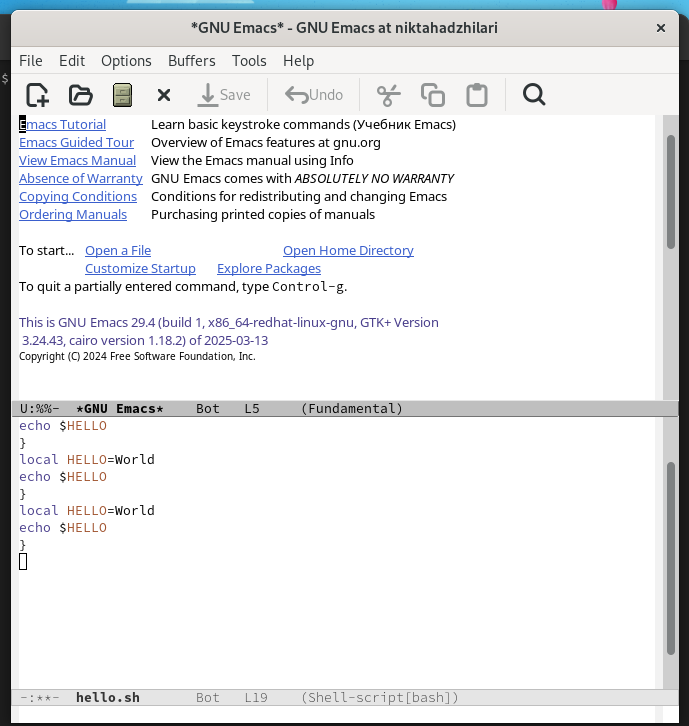 *GNU Emacs* - GNU Emacs at niktahadzhilari
File Edit Options Buffers Tools Help
Save Undo
$
Emacs Tutorial Learn basic keystroke commands (Учебник Emacs)
Emacs Guided Tour Overview of Emacs features at gnu.org
View Emacs Manual View the Emacs manual using Info
Absence of Warranty GNU Emacs comes with ABSOLUTELY NO WARRANTY
Copying Conditions Conditions for redistributing and changing Emacs
Ordering Manuals Purchasing printed copies of manuals
To start... Open a File Open Home Directory
Customize Startup Explore Packages
To quit a partially entered command, type Control-g.
This is GNU Emacs 29.4 (build 1, x86_64-redhat-linux-gnu, GTK+ Version
3.24.43, cairo version 1.18.2) of 2025-03-13
Copyright (C) 2024 Free Software Foundation, Inc.
U:%%- *GNU Emacs* Bot L5 (Fundamental)
echo $HELLO
}
local HELLO=World
echo $HELLO
}
local HELLO=World
echo $HELLO
}
-:**- hello.sh Bot L19 (Shell-script[bash])